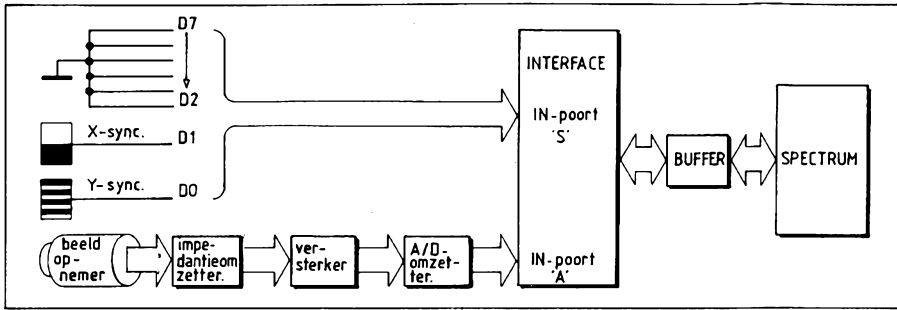 D7
D2
X-sync.
D1
Y-sync.
D0
INTERFACE
IN-poort
'S'
BUFFER
SPECTRUM
beeld
op-
nemer
impe-
dantieom
zetter.
ver-
sterker
A/D-
omzet-
ter.
IN-poort
'A'